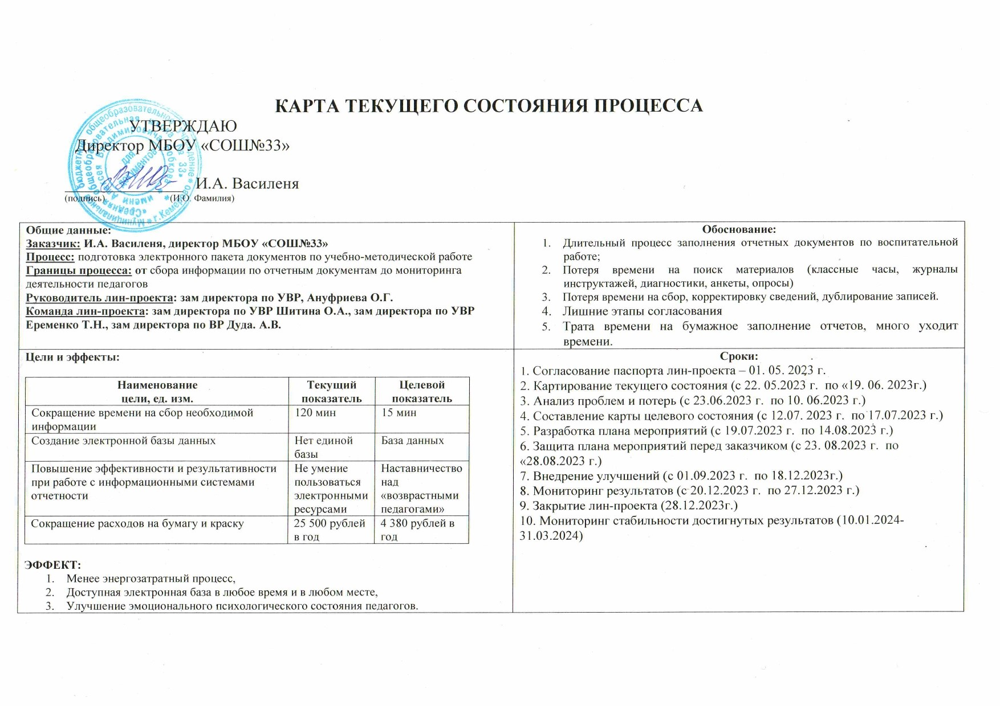 КАРТА ТЕКУЩЕГО СОСТОЯНИЯ ПРОЦЕССА
УТВЕРЖДАЮ
Директор МБОУ «СОШ№33»
И.А. Василеня
(подпись) (И.О. Фамилия)
Общие данные:
Заказчик: И.А. Василеня, директор МБОУ «СОШ№33»
Процесс: подготовка электронного пакета документов по учебно-методической работе
Границы процесса: от сбора информации по отчетным документам до мониторинга
деятельности педагогов
Руководитель лин-проекта: зам директора по УВР, Ануфриева О.Г.
Команда лин-проекта: зам директора по УВР Шитина О.А., зам директора по УВР
Еременко Т.Н., зам директора по ВР Дуда. А.В.
Обоснование:
1. Длительный процесс заполнения отчетных документов по воспитательной
работе;
2. Потеря времени на поиск материалов (классные часы, журналы
инструктажей, диагностики, анкеты, опросы)
3. Потеря времени на сбор, корректировку сведений, дублирование записей.
4. Лишние этапы согласования
5. Трата времени на бумажное заполнение отчетов, много уходит
времени.
Цели и эффекты:
Наименование
цели, ед. изм.
Текущий
показатель
Целевой
показатель
Сокращение времени на сбор необходимой
информации
120 мин
15 мин
Создание электронной базы данных
Нет единой
базы
База данных
Повышение эффективности и результативности
при работе с информационными системами
отчетности
Не умение
пользоваться
электронными
ресурсами
Наставничество
над
«возврастными
педагогами»
Сокращение расходов на бумагу и краску
25 500 рублей
в год
4 380 рублей в
год
ЭФФЕКТ:
1. Менее энергозатратный процесс,
2. Доступная электронная база в любое время и в любом месте,
3. Улучшение эмоционального психологического состояния педагогов.
Сроки:
1. Согласование паспорта лин-проекта – 01. 05. 2023 г.
2. Картирование текущего состояния (с 22. 05.2023 г. по «19. 06. 2023г.)
3. Анализ проблем и потерь (с 23.06.2023 г. по 10. 06.2023 г.)
4. Составление карты целевого состояния (с 12.07. 2023 г. по 17.07.2023 г.)
5. Разработка плана мероприятий (с 19.07.2023 г. по 14.08.2023 г.)
6. Защита плана мероприятий перед заказчиком (с 23. 08.2023 г. по
«28.08.2023 г.)
7. Внедрение улучшений (с 01.09.2023 г. по 18.12.2023г.)
8. Мониторинг результатов (с 20.12.2023 г. по 27.12.2023 г.)
9. Закрытие лин-проекта (28.12.2023г.)
10. Мониторинг стабильности достигнутых результатов (10.01.2024-
31.03.2024)